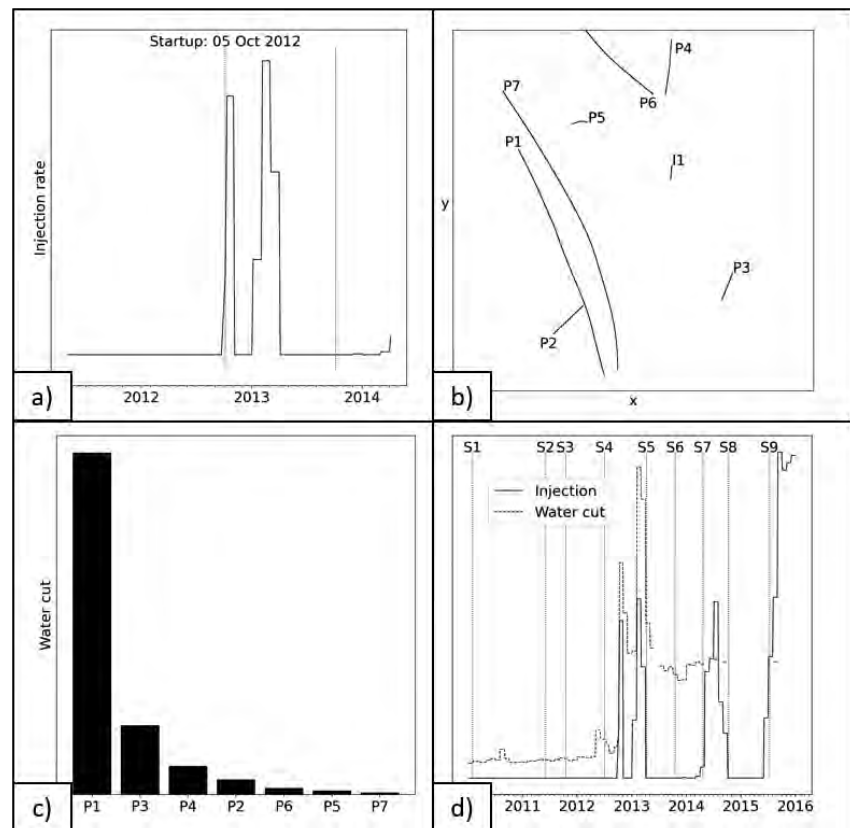 Startup: 05 Oct 2012
Injection rate
2012 2013 2014
a)
P4
P7
P6
P5
P1
I1
y
P3
P2
x
b)
Water cut
P1 P3 P4 P2 P6 P5 P7
c)
S1 S2 S3 S4 S5 S6 S7 S8 S9
Injection
Water cut
2011 2012 2013 2014 2015 2016
d)